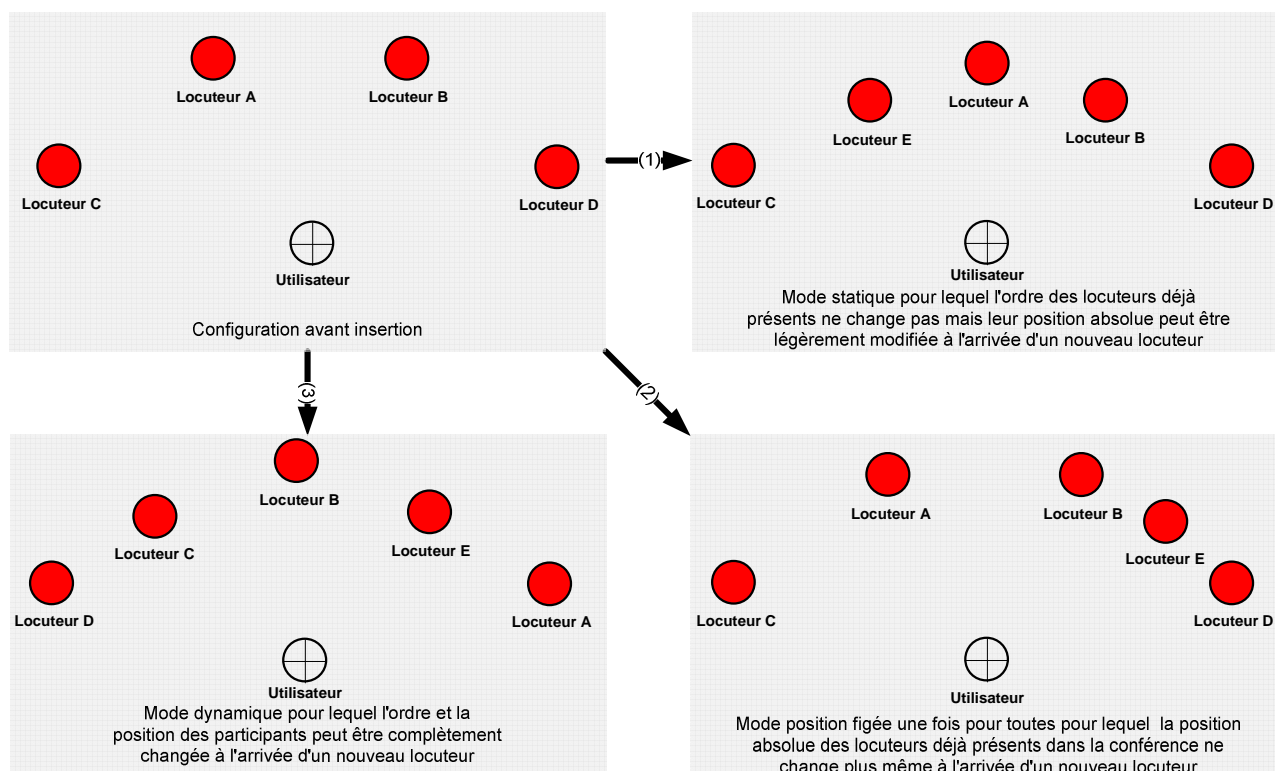 Locuteur A
Locuteur B
Locuteur C
Locuteur D
Utilisateur
Configuration avant insertion
(1)
Locuteur A
Locuteur E
Locuteur B
Locuteur C
Locuteur D
Utilisateur
Mode statique pour lequel l'ordre des locuteurs déjà
présents ne change pas mais leur position absolue peut être
légèrement modifiée à l'arrivée d'un nouveau locuteur
(3)
(2)
Locuteur B
Locuteur C
Locuteur E
Locuteur D
Locuteur A
Utilisateur
Mode dynamique pour lequel l'ordre et la
position des participants peut être complètement
changée à l'arrivée d'un nouveau locuteur
Locuteur A
Locuteur B
Locuteur E
Locuteur C
Locuteur D
Utilisateur
Mode position figée une fois pour toutes pour lequel la position
absolue des locuteurs déjà présents dans la conférence ne
change plus même à l'arrivée d'un nouveau locuteur